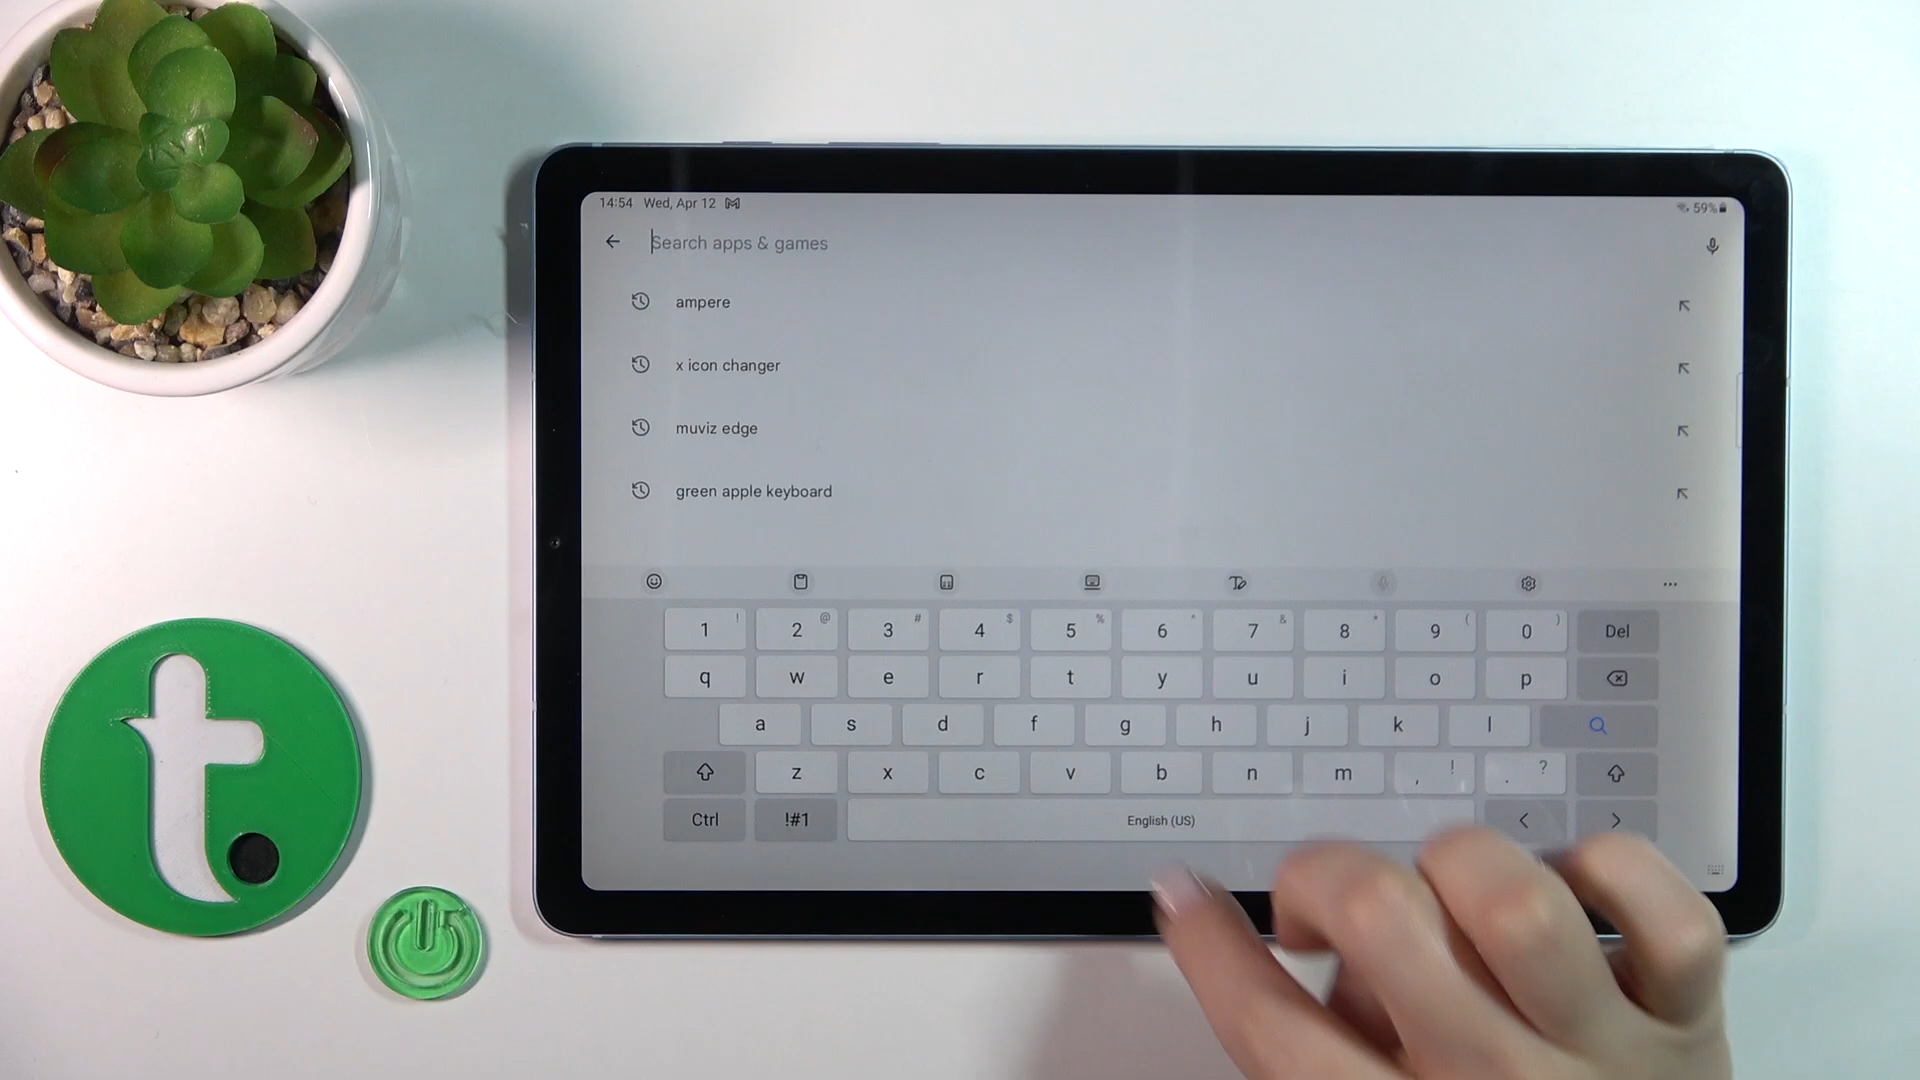 14:54 Wed, Apr 12
59%
Search apps & games
ampere
x icon changer
muviz edge
green apple keyboard
1 ! 2 @ 3 # 4 $ 5 % 6 ^ 7 & 8 * 9 ( 0 ) Del
q w e r t y u i o p
a s d f g h j k l
z x c v b n m , ! . ?
Ctrl !#1 English (US) < >
t